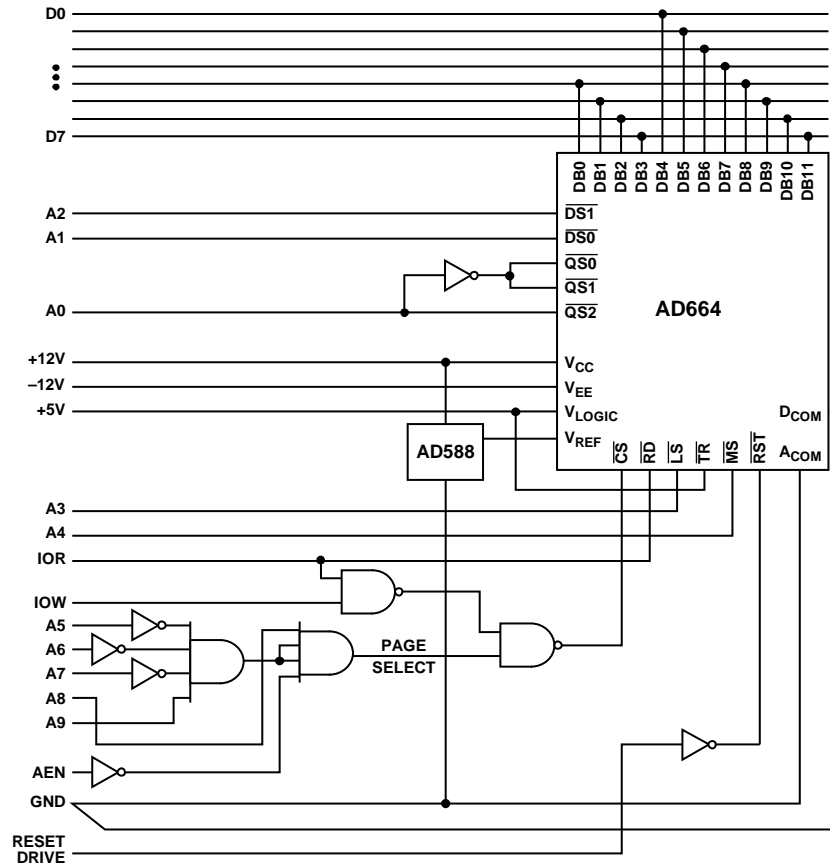 D0
D7
DB0
DB1
DB2
DB3
DB4
DB5
DB6
DB7
DB8
DB9
DB10
DB11
A2
DS1
A1
DS0
QS0
QS1
A0
QS2
AD664
+12V
VCC
–12V
VEE
+5V
VLOGIC
DCOM
AD588
VREF
CS
RD
LS
TR
MS
RST
ACOM
A3
A4
IOR
IOW
A5
A6
PAGE
SELECT
A7
A8
A9
AEN
GND
RESET
DRIVE